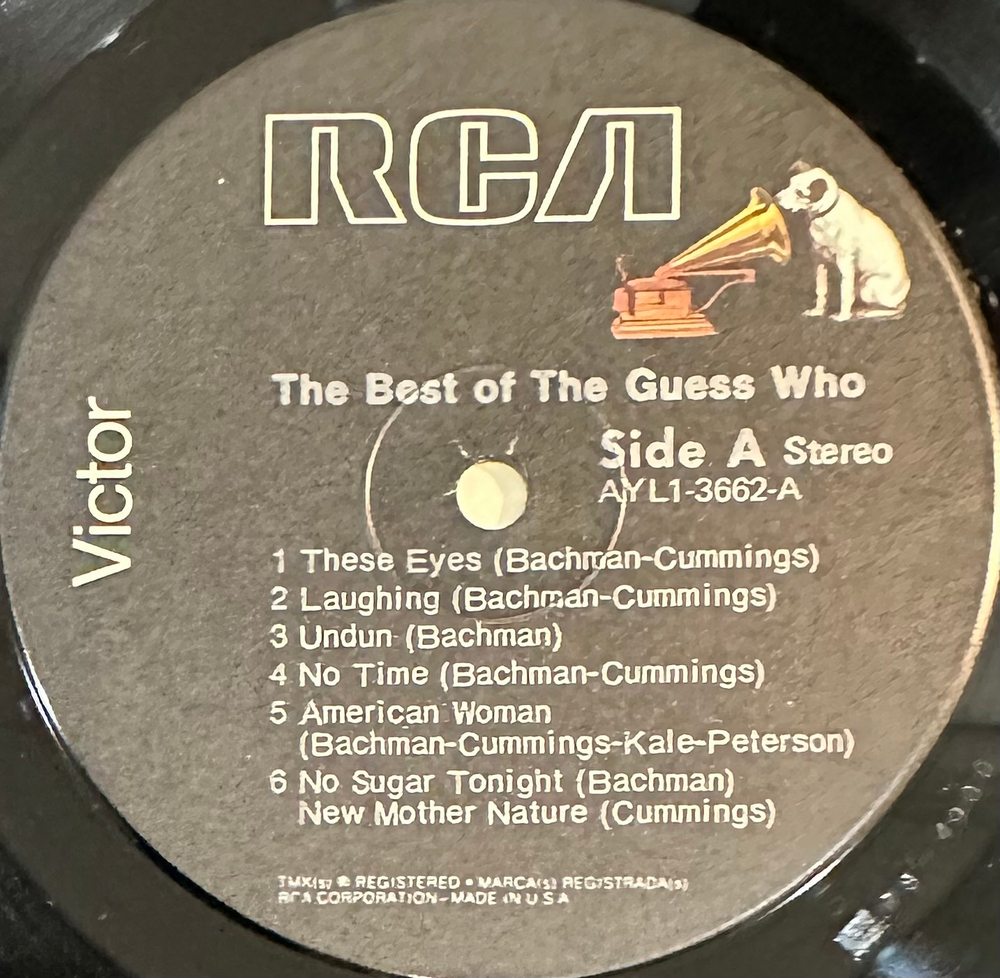 RCA
Victor
The Best of The Guess Who
Side A Stereo
AYL1-3662-A
1 These Eyes (Bachman-Cummings)
2 Laughing (Bachman-Cummings)
3 Undun (Bachman)
4 No Time (Bachman-Cummings)
5 American Woman
(Bachman-Cummings-Kale-Peterson)
6 No Sugar Tonight (Bachman)
New Mother Nature (Cummings)
TMK(s) ® REGISTERED • MARCA(s) REGISTRADA(s)
RCA CORPORATION-MADE IN U S A